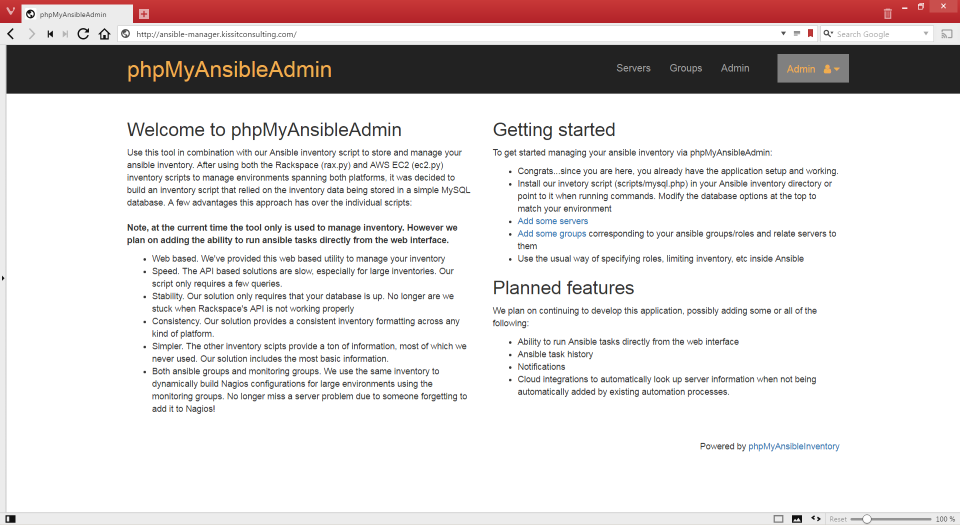 phpMyAnsibleAdmin
http://ansible-manager.kissitconsulting.com/
Search Google
phpMyAnsibleAdmin
Servers
Groups
Admin
Admin
Welcome to phpMyAnsibleAdmin
Use this tool in combination with our Ansible inventory script to store and manage your
ansible inventory. After using both the Rackspace (rax.py) and AWS EC2 (ec2.py)
inventory scripts to manage environments spanning both platforms, it was decided to
build an inventory script that relied on the inventory data being stored in a simple MySQL
database. A few advantages this approach has over the individual scripts:
Note, at the current time the tool only is used to manage inventory. However we
plan on adding the ability to run ansible tasks directly from the web interface.
• Web based. We've provided this web based utility to manage your inventory
• Speed. The API based solutions are slow, especially for large inventories. Our
script only requires a few queries.
• Stability. Our solution only requires that your database is up. No longer are we
stuck when Rackspace's API is not working properly
• Consistency. Our solution provides a consistent inventory formatting across any
kind of platform.
• Simpler. The other inventory scipts provide a ton of information, most of which we
never used. Our solution includes the most basic information.
• Both ansible groups and monitoring groups. We use the same inventory to
dynamically build Nagios configurations for large environments using the
monitoring groups. No longer miss a server problem due to someone forgetting to
add it to Nagios!
Getting started
To get started managing your ansible inventory via phpMyAnsibleAdmin:
• Congrats...since you are here, you already have the application setup and working.
• Install our invetory script (scripts/mysql.php) in your Ansible inventory directory or
point to it when running commands. Modify the database options at the top to
match your environment
• Add some servers
• Add some groups corresponding to your ansible groups/roles and relate servers to
them
• Use the usual way of specifying roles, limiting inventory, etc inside Ansible
Planned features
We plan on continuing to develop this application, possibly adding some or all of the
following:
• Ability to run Ansible tasks directly from the web interface
• Ansible task history
• Notifications
• Cloud integrations to automatically look up server information when not being
automatically added by existing automation processes.
Powered by phpMyAnsibleInventory
Reset
100 %